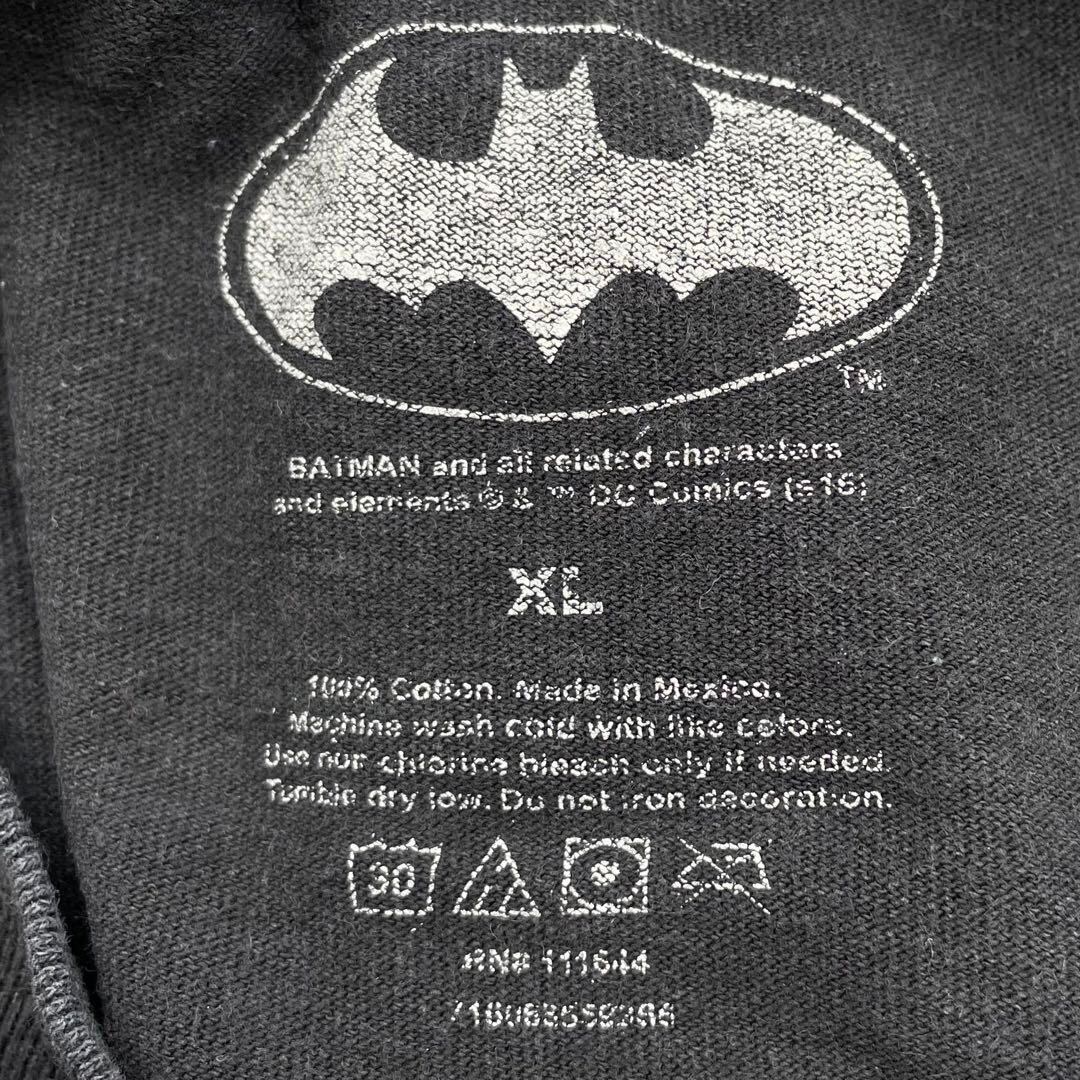 TM
BATMAN and all related characters
and elements © & ™ DC Comics (s16)
XL
100% Cotton. Made in Mexico.
Machine wash cold with like colors.
Use non chlorine bleach only if needed.
Tumble dry low. Do not iron decoration.
30
RN# 111644